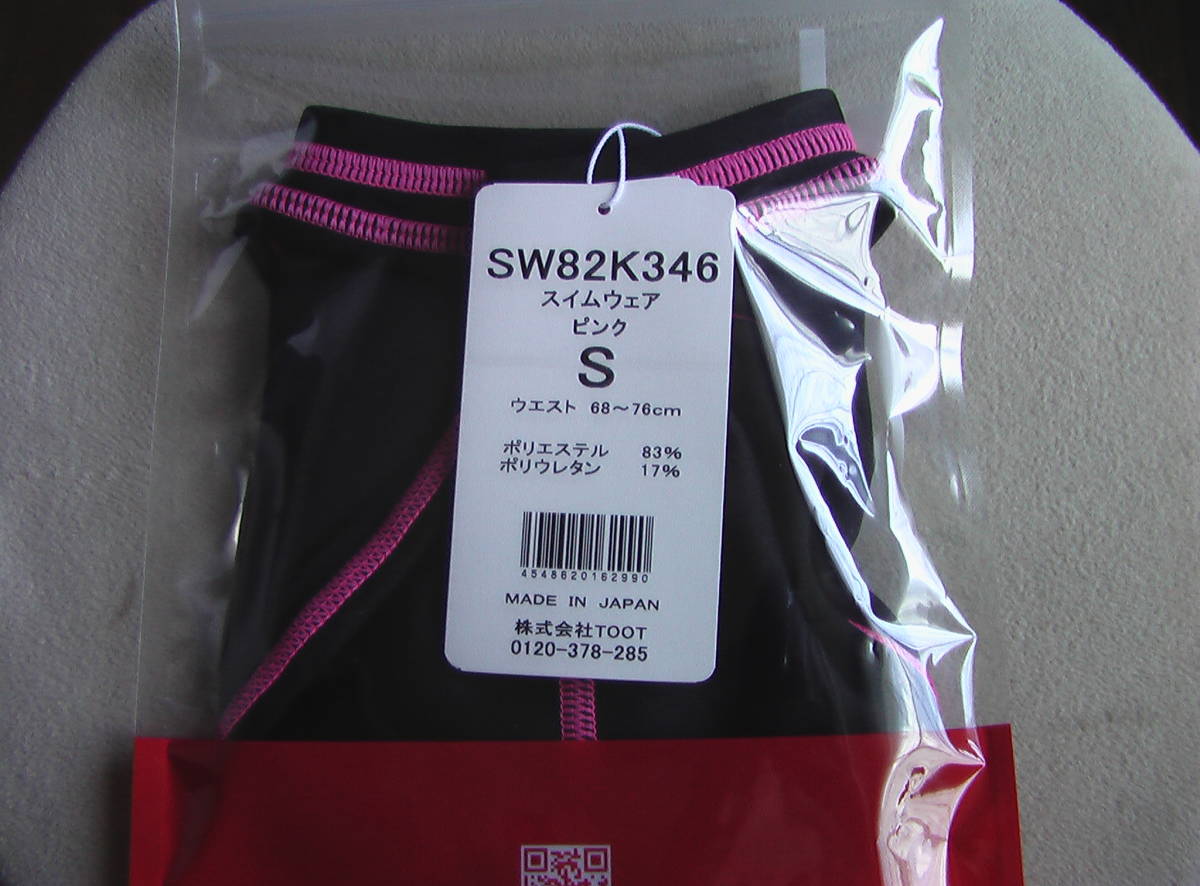 SW82K346
スイムウェア
ピンク
S
ウエスト 68～76cm
ポリエステル 83%
ポリウレタン 17%
4548620162990
MADE IN JAPAN
株式会社TOOT
0120-378-285